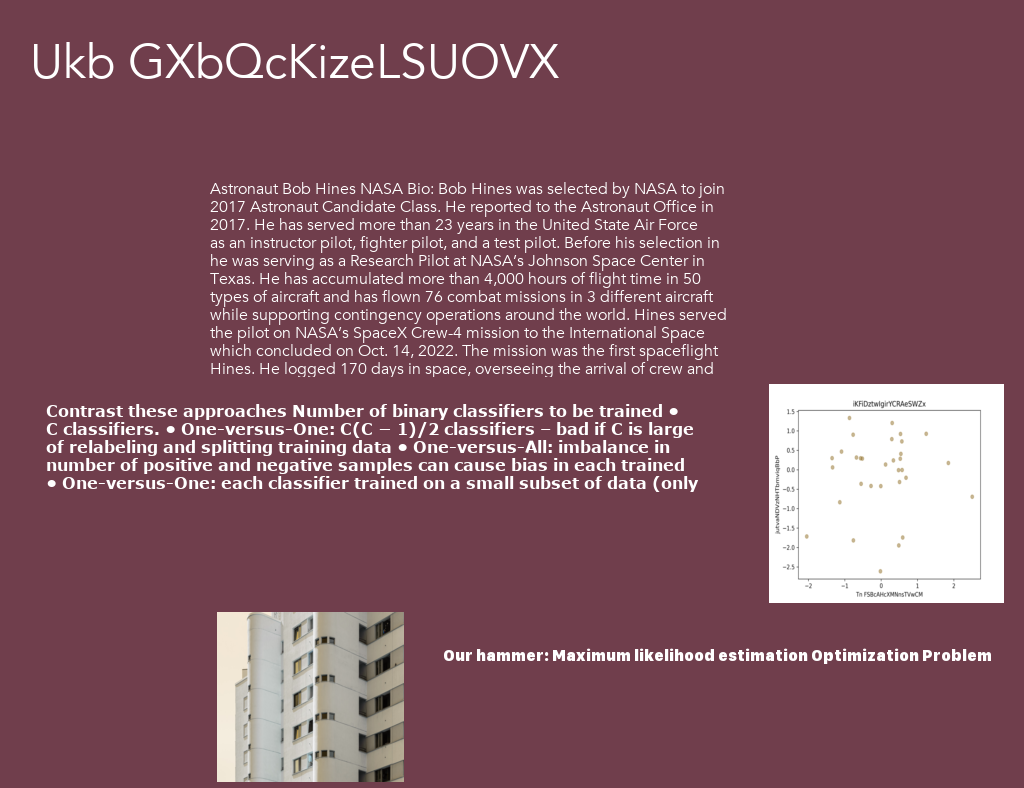 Ukb GXbQcKizeLSUOVX
Astronaut Bob Hines NASA Bio: Bob Hines was selected by NASA to join
2017 Astronaut Candidate Class. He reported to the Astronaut Office in
2017. He has served more than 23 years in the United State Air Force
as an instructor pilot, fighter pilot, and a test pilot. Before his selection in
he was serving as a Research Pilot at NASA’s Johnson Space Center in
Texas. He has accumulated more than 4,000 hours of flight time in 50
types of aircraft and has flown 76 combat missions in 3 different aircraft
while supporting contingency operations around the world. Hines served
the pilot on NASA’s SpaceX Crew-4 mission to the International Space
which concluded on Oct. 14, 2022. The mission was the first spaceflight
Hines. He logged 170 days in space, overseeing the arrival of crew and
Contrast these approaches Number of binary classifiers to be trained •
C classifiers. • One-versus-One: C(C − 1)/2 classifiers – bad if C is large
of relabeling and splitting training data • One-versus-All: imbalance in
number of positive and negative samples can cause bias in each trained
• One-versus-One: each classifier trained on a small subset of data (only
iKFiDztwIgirYCRAeSWZx
1.5
1.0
0.5
0.0
−0.5
−1.0
−1.5
−2.0
−2.5
−2 −1 0 1 2
Tn FSBcAHcXMNnsTVwCM
Our hammer: Maximum likelihood estimation Optimization Problem